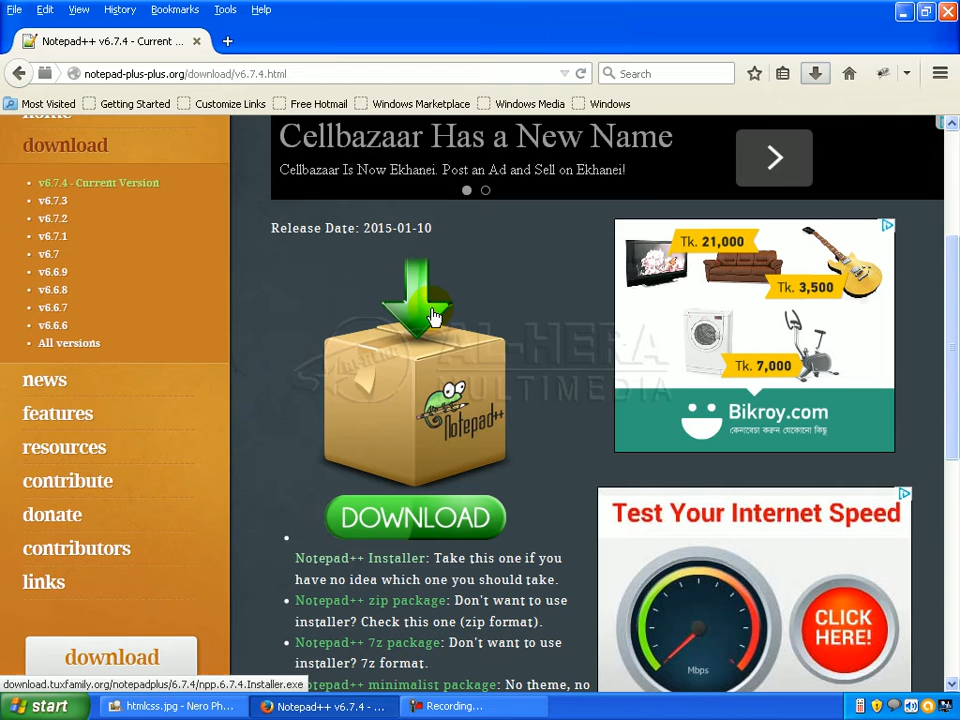 File Edit View History Bookmarks Tools Help
Notepad++ v6.7.4 - Current ...
notepad-plus-plus.org/download/v6.7.4.html
Search
Most Visited Getting Started Customize Links Free Hotmail Windows Marketplace Windows Media Windows
home
download
v6.7.4 - Current Version
v6.7.3
v6.7.2
v6.7.1
v6.7
v6.6.9
v6.6.8
v6.6.7
v6.6.6
All versions
news
features
resources
contribute
donate
contributors
links
download
Cellbazaar Has a New Name
Cellbazaar Is Now Ekhanei. Post an Ad and Sell on Ekhanei!
Release Date: 2015-01-10
AL-HERA
MULTIMEDIA
Notepad++
DOWNLOAD
Notepad++ Installer: Take this one if you
have no idea which one you should take.
Notepad++ zip package: Don't want to use
installer? Check this one (zip format).
Notepad++ 7z package: Don't want to use
installer? 7z format.
Notepad++ minimalist package: No theme, no
Tk. 21,000
Tk. 3,500
Tk. 7,000
Bikroy.com
কেনাবেচা করুন যেকোনো কিছু
Test Your Internet Speed
Mbps
CLICK
HERE!
download.tuxfamily.org/notepadplus/6.7.4/npp.6.7.4.Installer.exe
start
htmlcss.jpg - Nero Ph...
Notepad++ v6.7.4 - ...
Recording...
7:04 PM